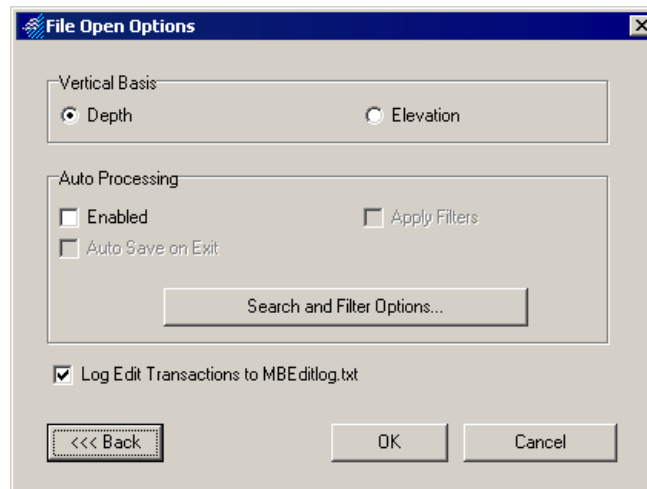 File Open Options
Vertical Basis
Depth Elevation
Auto Processing
Enabled Apply Filters
Auto Save on Exit
Search and Filter Options...
Log Edit Transactions to MBEditlog.txt
<<< Back OK Cancel